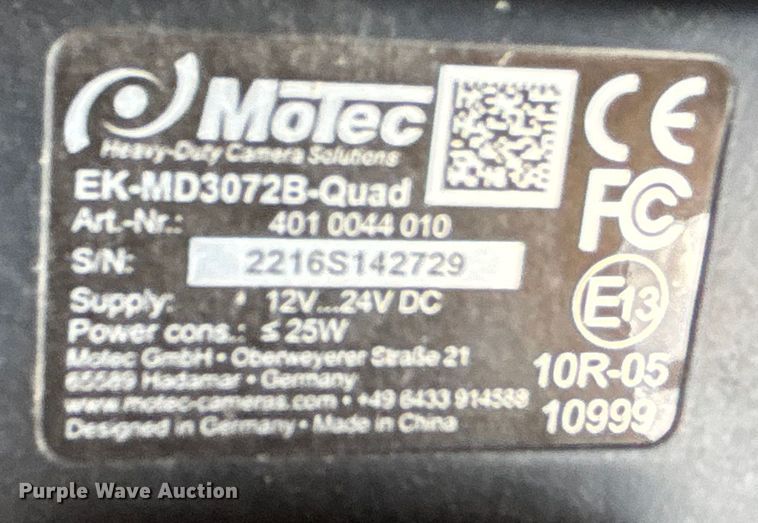 MOTEC
Heavy-Duty Camera Solutions
EK-MD3072B-Quad
Art.-Nr.: 401 0044 010
S/N: 2216S142729
Supply: 12V...24V DC
Power cons.: ≤ 25W
Motec GmbH • Oberweyerer Straße 21
65589 Hadamar • Germany
www.motec-cameras.com • +49 6433 914588
Designed in Germany • Made in China
CE
FC
E13
10R-05
10999
Purple Wave Auction